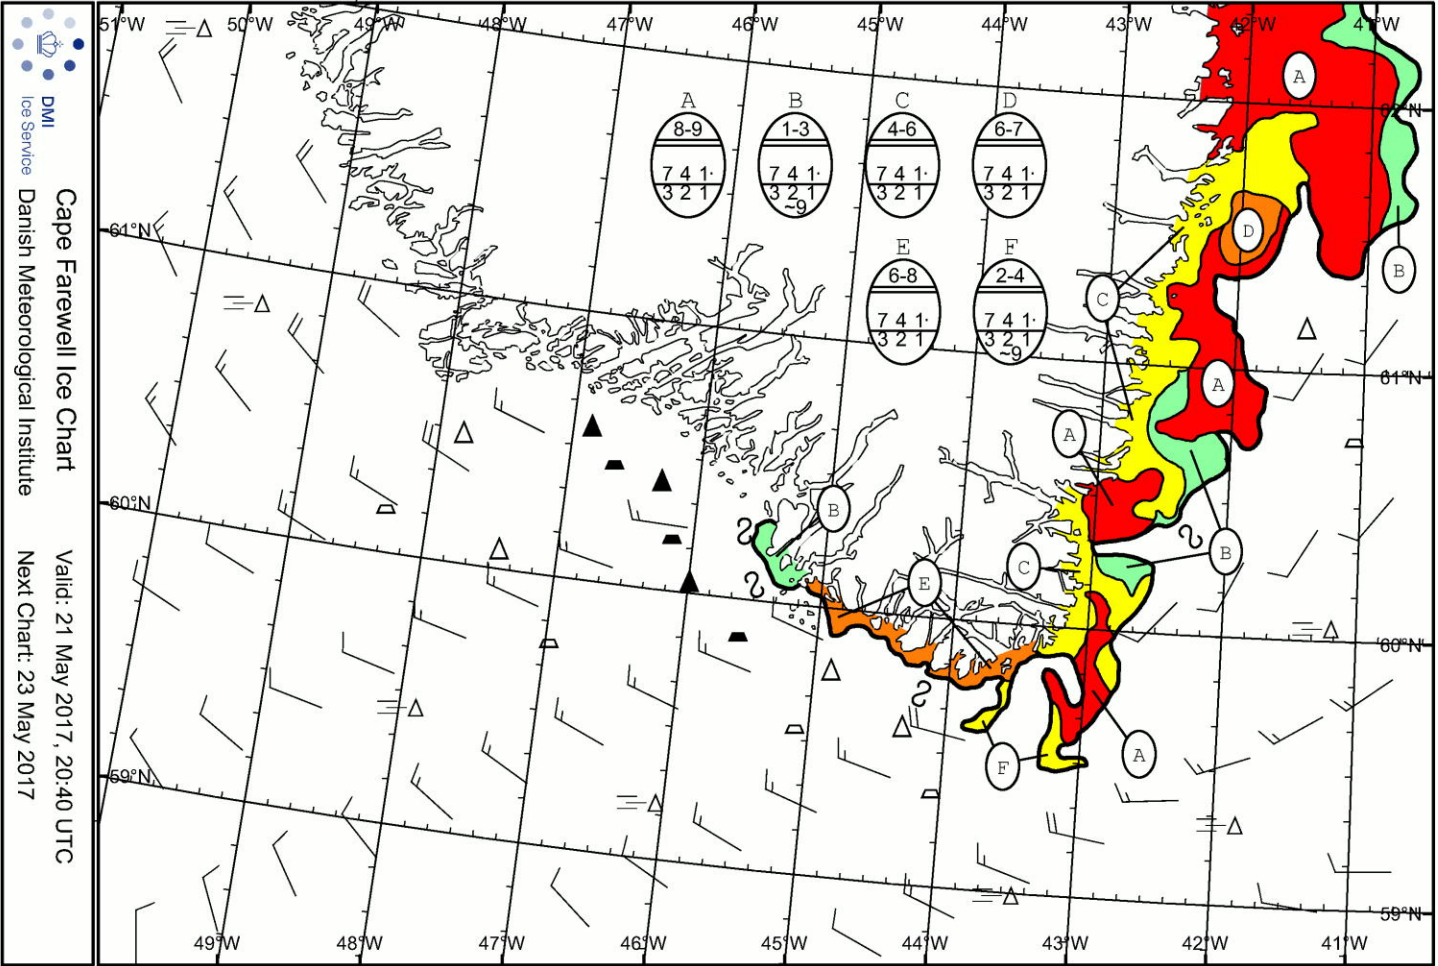 51°W 50°W 49°W 48°W 47°W 46°W 45°W 44°W 43°W 42°W 41°W
DMI
Ice Service
Cape Farewell Ice Chart
Danish Meteorological Institute
Valid: 21 May 2017, 20:40 UTC
Next Chart: 23 May 2017
A B C D
8-9 1-3 4-6 6-7
7 4 1· 7 4 1· 7 4 1· 7 4 1·
3 2 1 3 2 1 3 2 1 3 2 1
~9
E F
6-8 2-4
7 4 1· 7 4 1·
3 2 1 3 2 1
~9
A
62°N
61°N
D
B
C
A
61°N
A
60°N
B
B
C
E
60°N
A
F
59°N
59°N
49°W 48°W 47°W 46°W 45°W 44°W 43°W 42°W 41°W